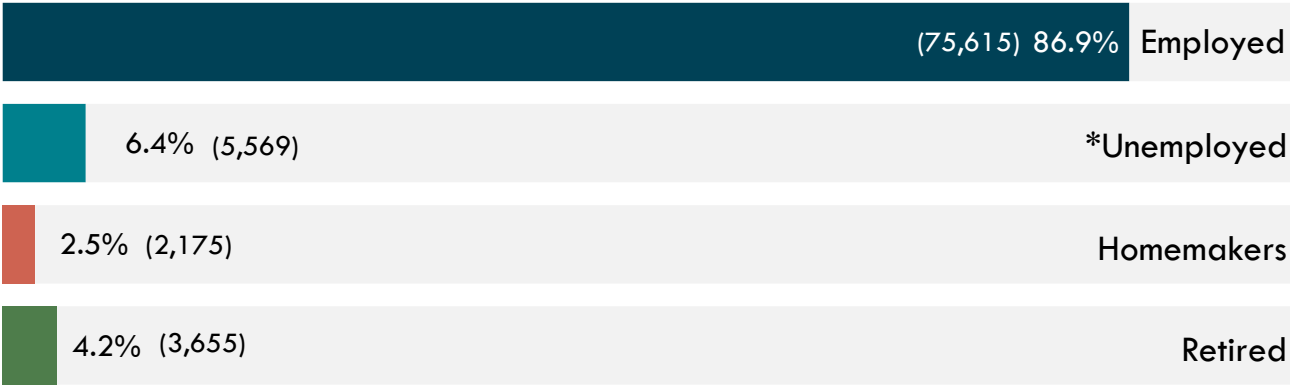 (75,615) 86.9% Employed
6.4% (5,569) *Unemployed
2.5% (2,175) Homemakers
4.2% (3,655) Retired